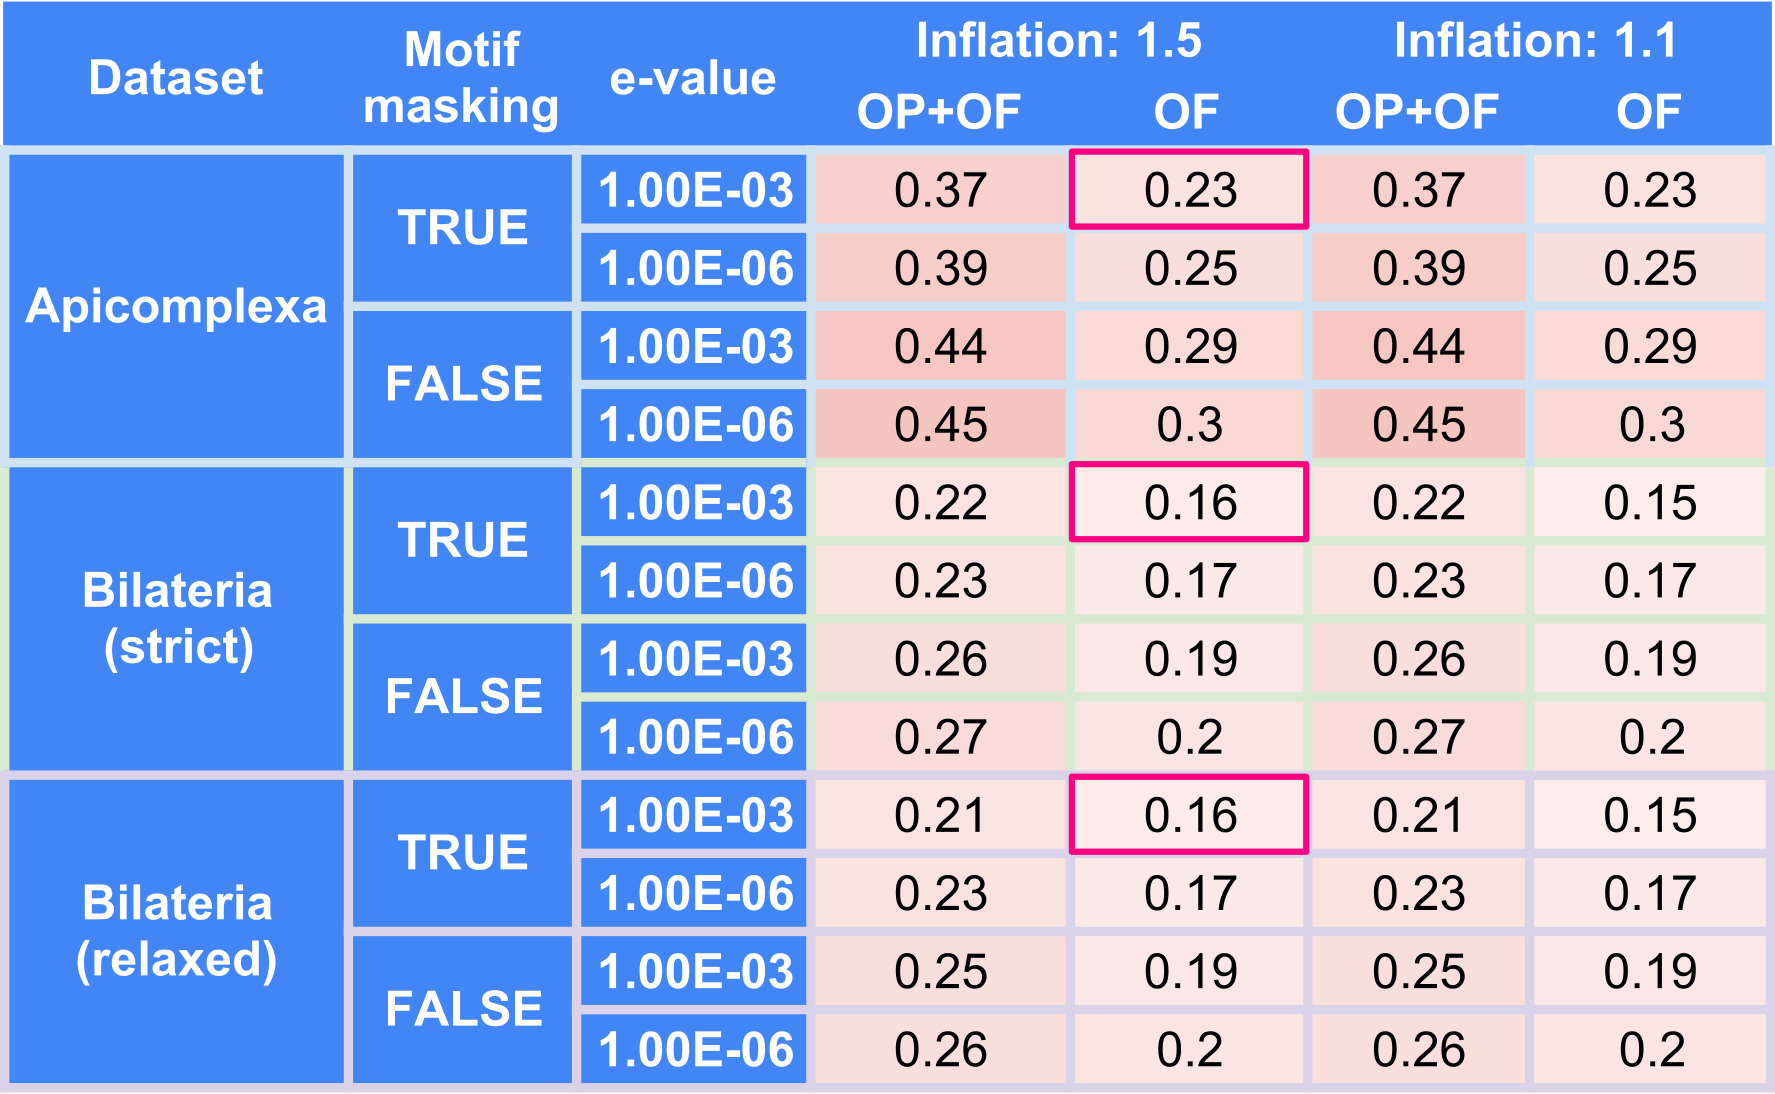 Dataset Motif masking e-value Inflation: 1.5 Inflation: 1.1
OP+OF OF OP+OF OF
Apicomplexa TRUE 1.00E-03 0.37 0.23 0.37 0.23
1.00E-06 0.39 0.25 0.39 0.25
FALSE 1.00E-03 0.44 0.29 0.44 0.29
1.00E-06 0.45 0.3 0.45 0.3
Bilateria (strict) TRUE 1.00E-03 0.22 0.16 0.22 0.15
1.00E-06 0.23 0.17 0.23 0.17
FALSE 1.00E-03 0.26 0.19 0.26 0.19
1.00E-06 0.27 0.2 0.27 0.2
Bilateria (relaxed) TRUE 1.00E-03 0.21 0.16 0.21 0.15
1.00E-06 0.23 0.17 0.23 0.17
FALSE 1.00E-03 0.25 0.19 0.25 0.19
1.00E-06 0.26 0.2 0.26 0.2